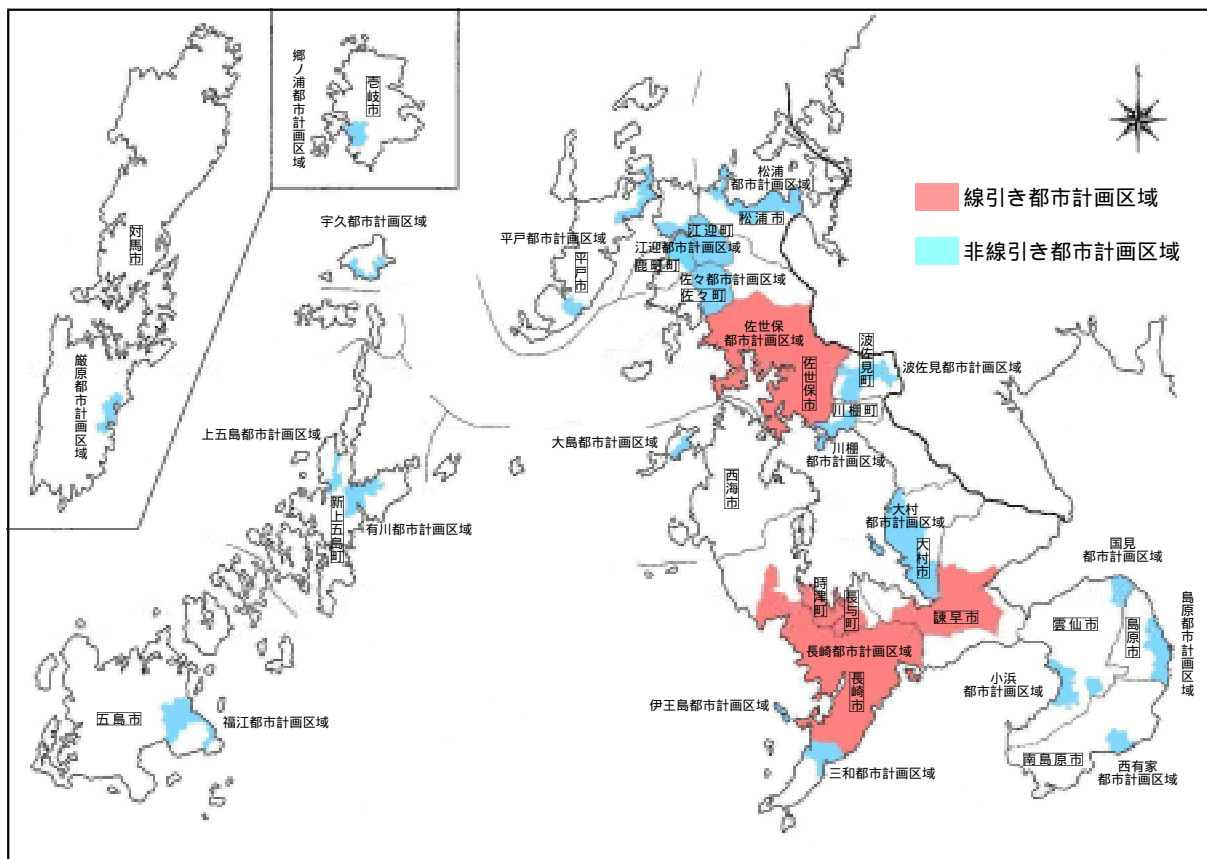 郷ノ浦都市計画区域
壱岐市
対馬市
厳原都市計画区域
宇久都市計画区域
平戸都市計画区域
平戸市
松浦
都市計画区域
松浦市
江迎町
江迎都市計画区域
鹿町町
佐々都市計画区域
佐々町
線引き都市計画区域
非線引き都市計画区域
佐世保
都市計画区域
佐世保市
波佐見町
波佐見都市計画区域
川棚町
川棚
都市計画区域
上五島都市計画区域
新上五島町
有川都市計画区域
大島都市計画区域
西海市
大村
都市計画区域
大村市
時津町
長与町
諫早市
長崎都市計画区域
長崎市
伊王島都市計画区域
三和都市計画区域
国見
都市計画区域
雲仙市
島原市
島原都市計画区域
小浜
都市計画区域
南島原市
西有家
都市計画区域
五島市
福江都市計画区域